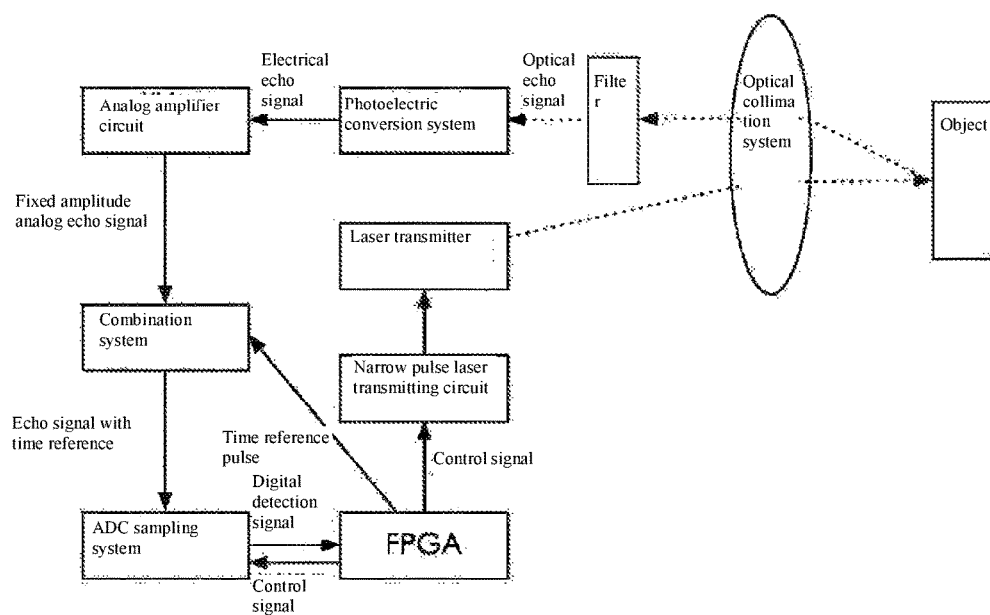 Electrical
echo
signal
Optical
echo
signal
Filte
r
Optical
collima
tion
system
Object
Analog amplifier
circuit
Photoelectric
conversion system
Fixed amplitude
analog echo signal
Laser transmitter
Combination
system
Narrow pulse laser
transmitting circuit
Echo signal with
time reference
Time reference
pulse
Control signal
Digital
detection
signal
ADC sampling
system
FPGA
Control
signal